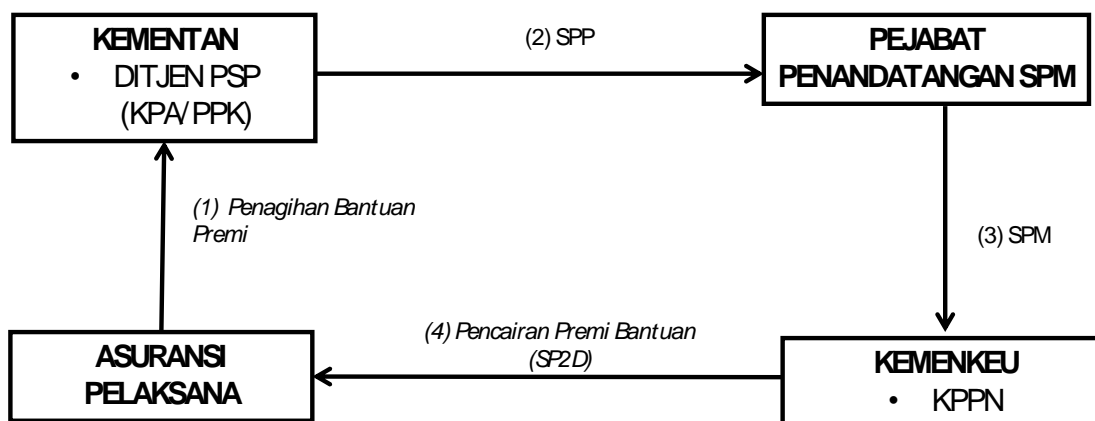 KEMENTAN
• DITJEN PSP
(KPA/ PPK)
(2) SPP
PEJABAT
PENANDATANGAN SPM
(1) Penagihan Bantuan
Premi
(3) SPM
ASURANSI
PELAKSANA
(4) Pencairan Premi Bantuan
(SP2D)
KEMENKEU
• KPPN